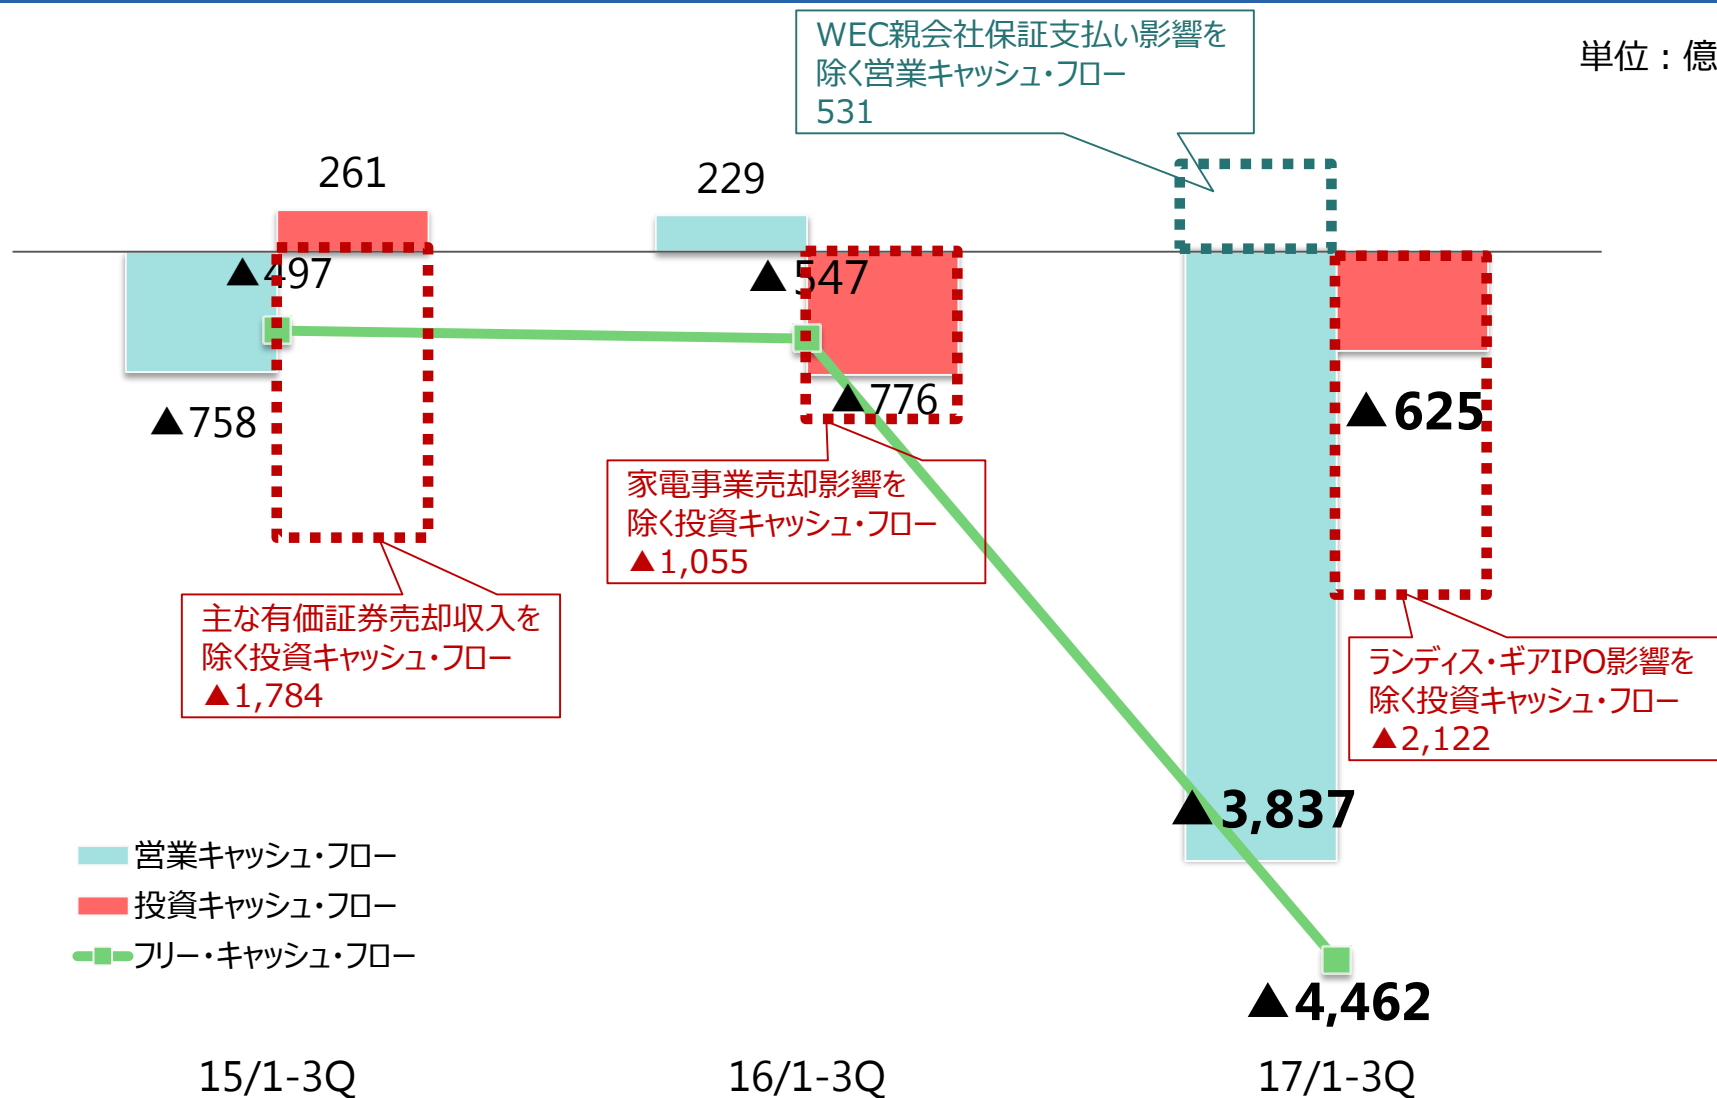 WEC親会社保証支払い影響を
除く営業キャッシュ・フロー
531
単位：億
261
229
▲497
▲547
▲758
▲776
▲625
家電事業売却影響を
除く投資キャッシュ・フロー
▲1,055
主な有価証券売却収入を
除く投資キャッシュ・フロー
▲1,784
ランディス・ギアIPO影響を
除く投資キャッシュ・フロー
▲2,122
▲3,837
営業キャッシュ・フロー
投資キャッシュ・フロー
フリー・キャッシュ・フロー
▲4,462
15/1-3Q
16/1-3Q
17/1-3Q